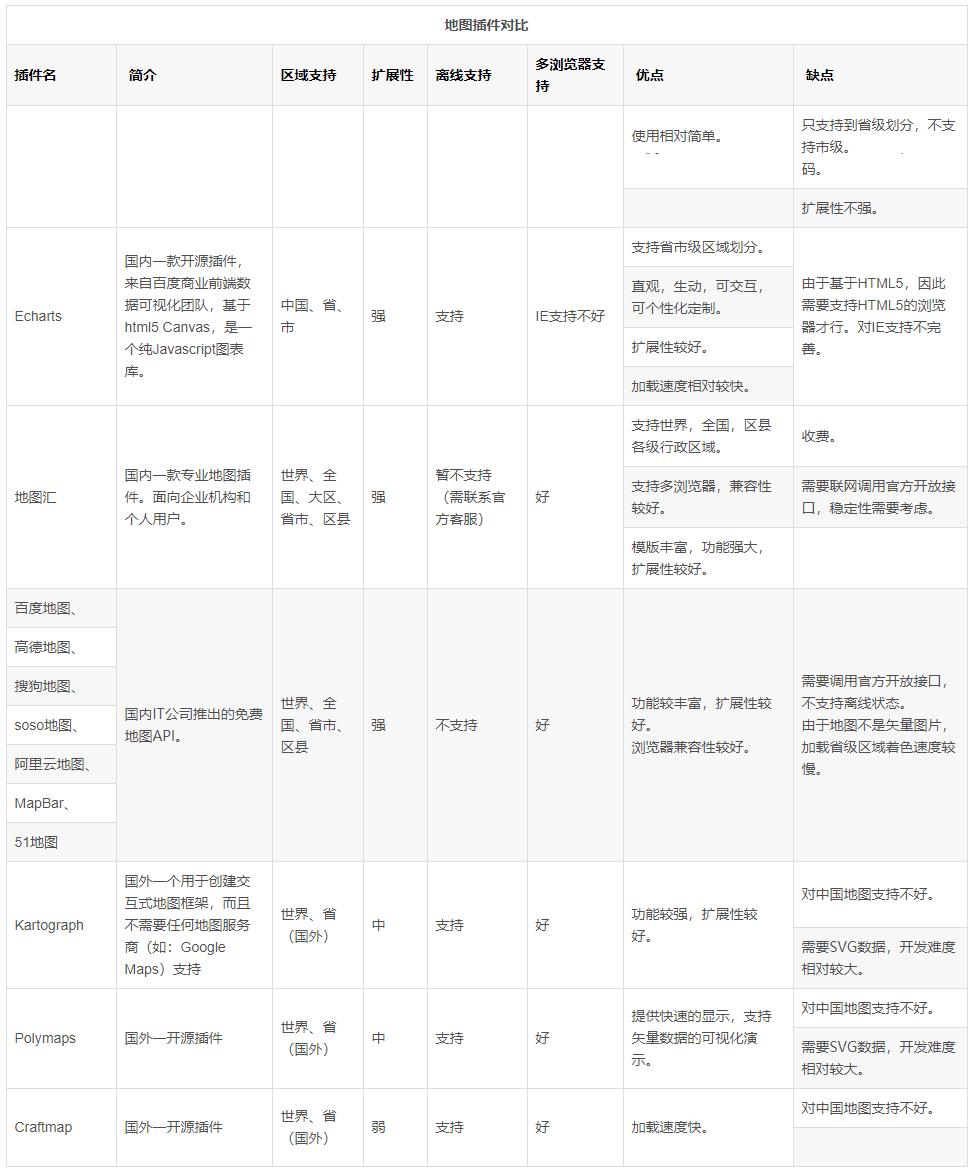 地图插件对比
插件名 简介 区域支持 扩展性 离线支持 多浏览器支
持 优点 缺点
使用相对简单。
只支持到省级划分，不支
持市级。
码。
扩展性不强。
Echarts
国内一款开源插件，
来自百度商业前端数
据可视化团队，基于
html5 Canvas，是一
个纯Javascript图表
库。
中国、省、
市
强
支持
IE支持不好
支持省市级区域划分。
直观，生动，可交互，
可个性化定制。
扩展性较好。
加载速度相对较快。
由于基于HTML5，因此
需要支持HTML5的浏览
器才行。对IE支持不完
善。
地图汇
国内一款专业地图插
件。面向企业机构和
个人用户。
世界、全
国、大区、
省市、区县
强
暂不支持
（需联系官
方客服）
好
支持世界，全国，区县
各级行政区域。
支持多浏览器，兼容性
较好。
模版丰富，功能强大，
扩展性较好。
收费。
需要联网调用官方开放接
口，稳定性需要考虑。
百度地图、
高德地图、
搜狗地图、
soso地图、
阿里云地图、
MapBar、
51地图
国内IT公司推出的免费
地图API。
世界、全
国、省市、
区县
强
不支持
好
功能较丰富，扩展性较
好。
浏览器兼容性较好。
需要调用官方开放接口，
不支持离线状态。
由于地图不是矢量图片，
加载省级区域着色速度较
慢。
Kartograph
国外一个用于创建交
互式地图框架，而且
不需要任何地图服务
商（如：Google
Maps）支持
世界、省
（国外）
中
支持
好
功能较强，扩展性较
好。
对中国地图支持不好。
需要SVG数据，开发难度
相对较大。
Polymaps
国外一开源插件
世界、省
（国外）
中
支持
好
提供快速的显示，支持
矢量数据的可视化演
示。
对中国地图支持不好。
需要SVG数据，开发难度
相对较大。
Craftmap
国外一开源插件
世界、省
（国外）
弱
支持
好
加载速度快。
对中国地图支持不好。